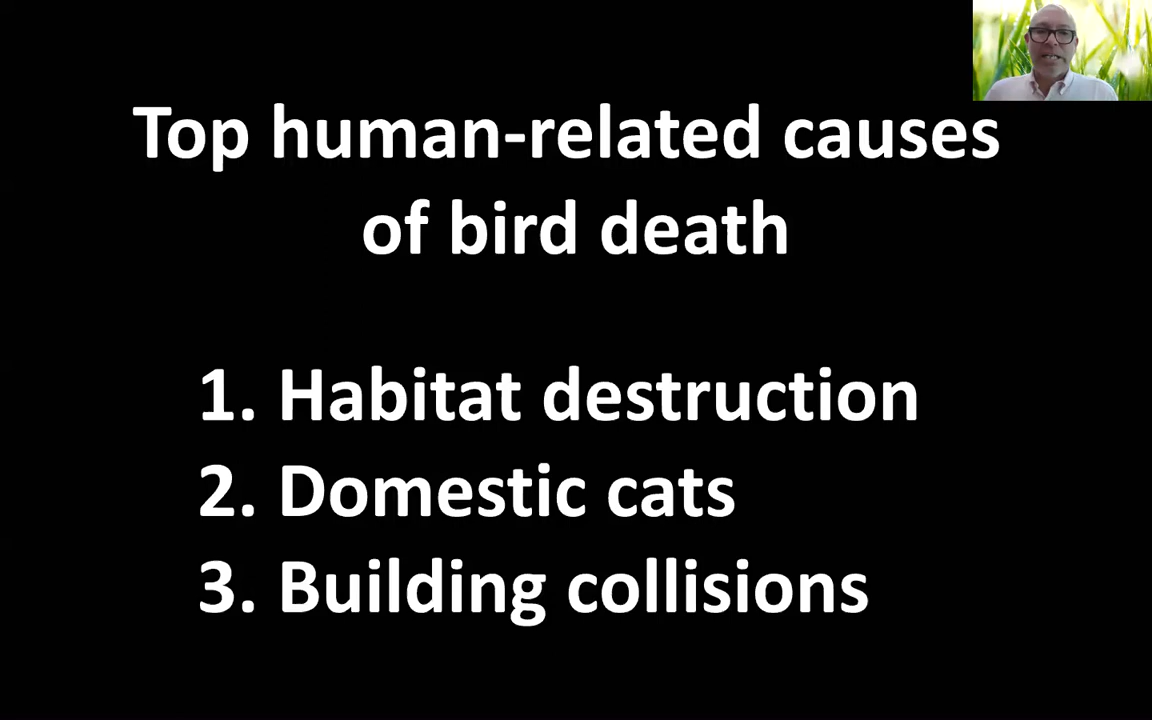 Top human-related causes
of bird death
1. Habitat destruction
2. Domestic cats
3. Building collisions